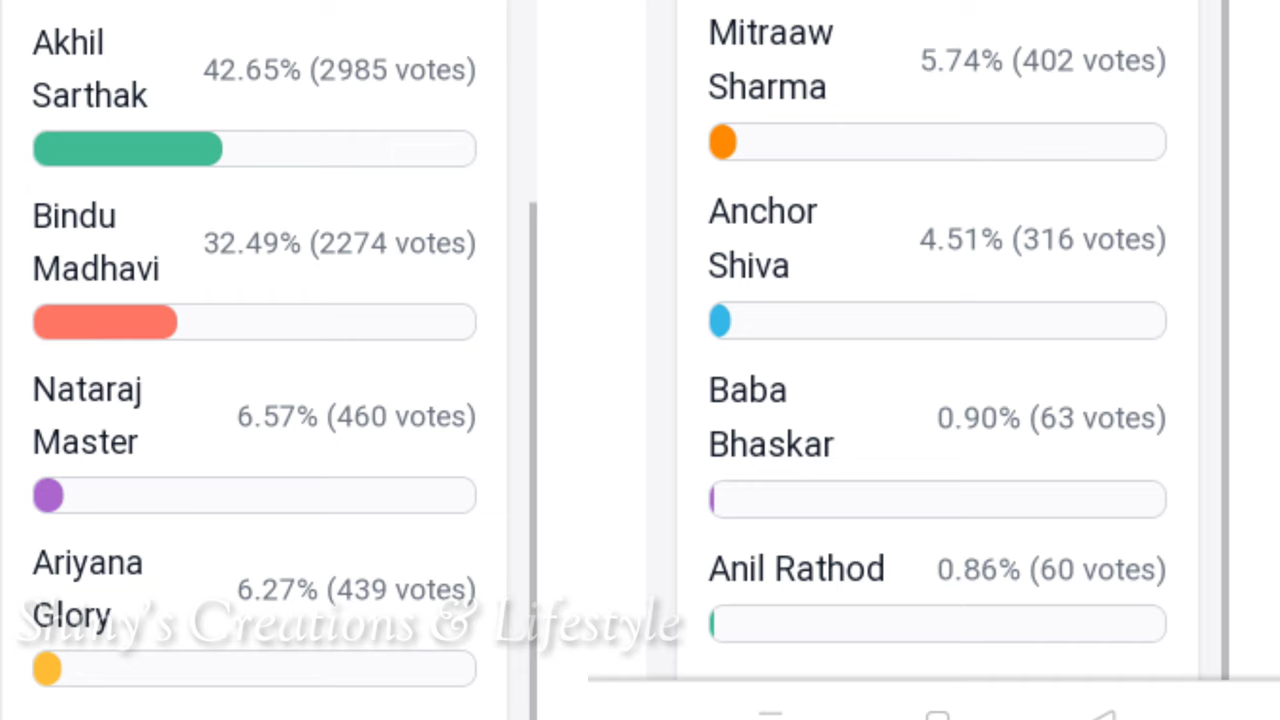 Akhil
Sarthak
42.65% (2985 votes)
Bindu
Madhavi
32.49% (2274 votes)
Nataraj
Master
6.57% (460 votes)
Ariyana
Glory
6.27% (439 votes)
Shiny's Creations & Lifestyle
Mitraaw
Sharma
5.74% (402 votes)
Anchor
Shiva
4.51% (316 votes)
Baba
Bhaskar
0.90% (63 votes)
Anil Rathod
0.86% (60 votes)